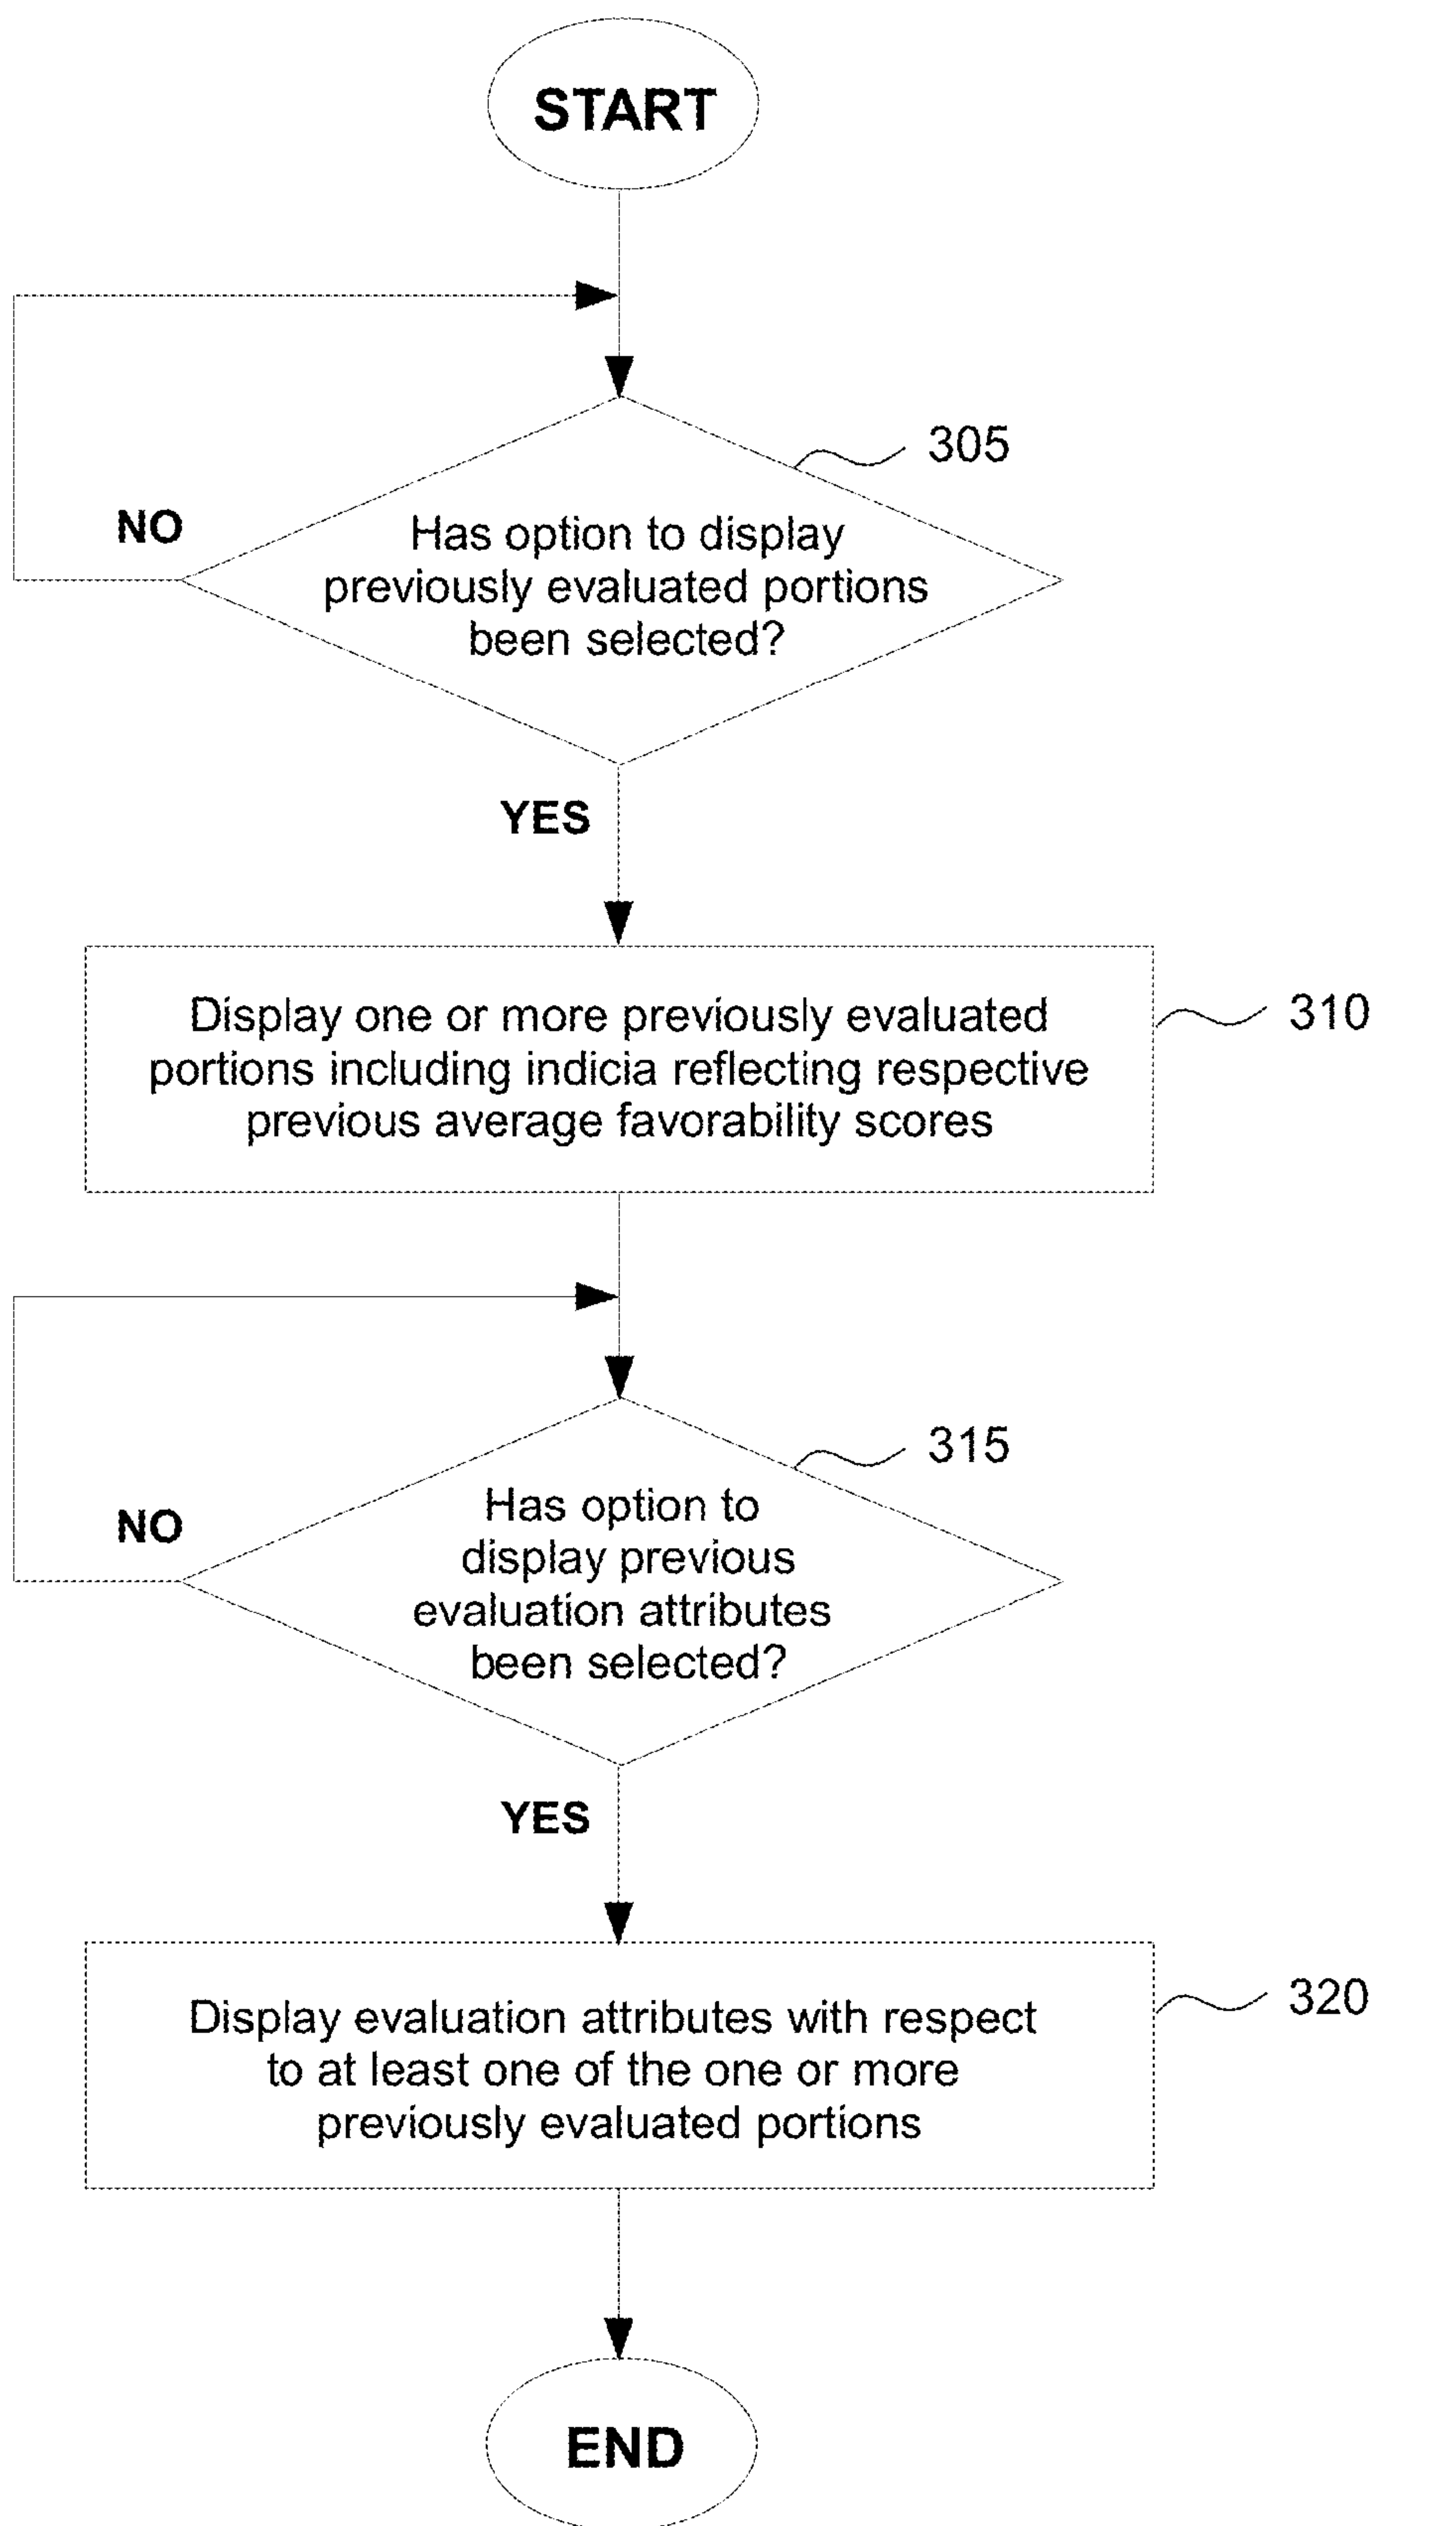 START
305
Has option to display
previously evaluated portions
been selected?
NO
YES
Display one or more previously evaluated
portions including indicia reflecting respective
previous average favorability scores
310
315
Has option to
display previous
evaluation attributes
been selected?
NO
YES
Display evaluation attributes with respect
to at least one of the one or more
previously evaluated portions
320
END